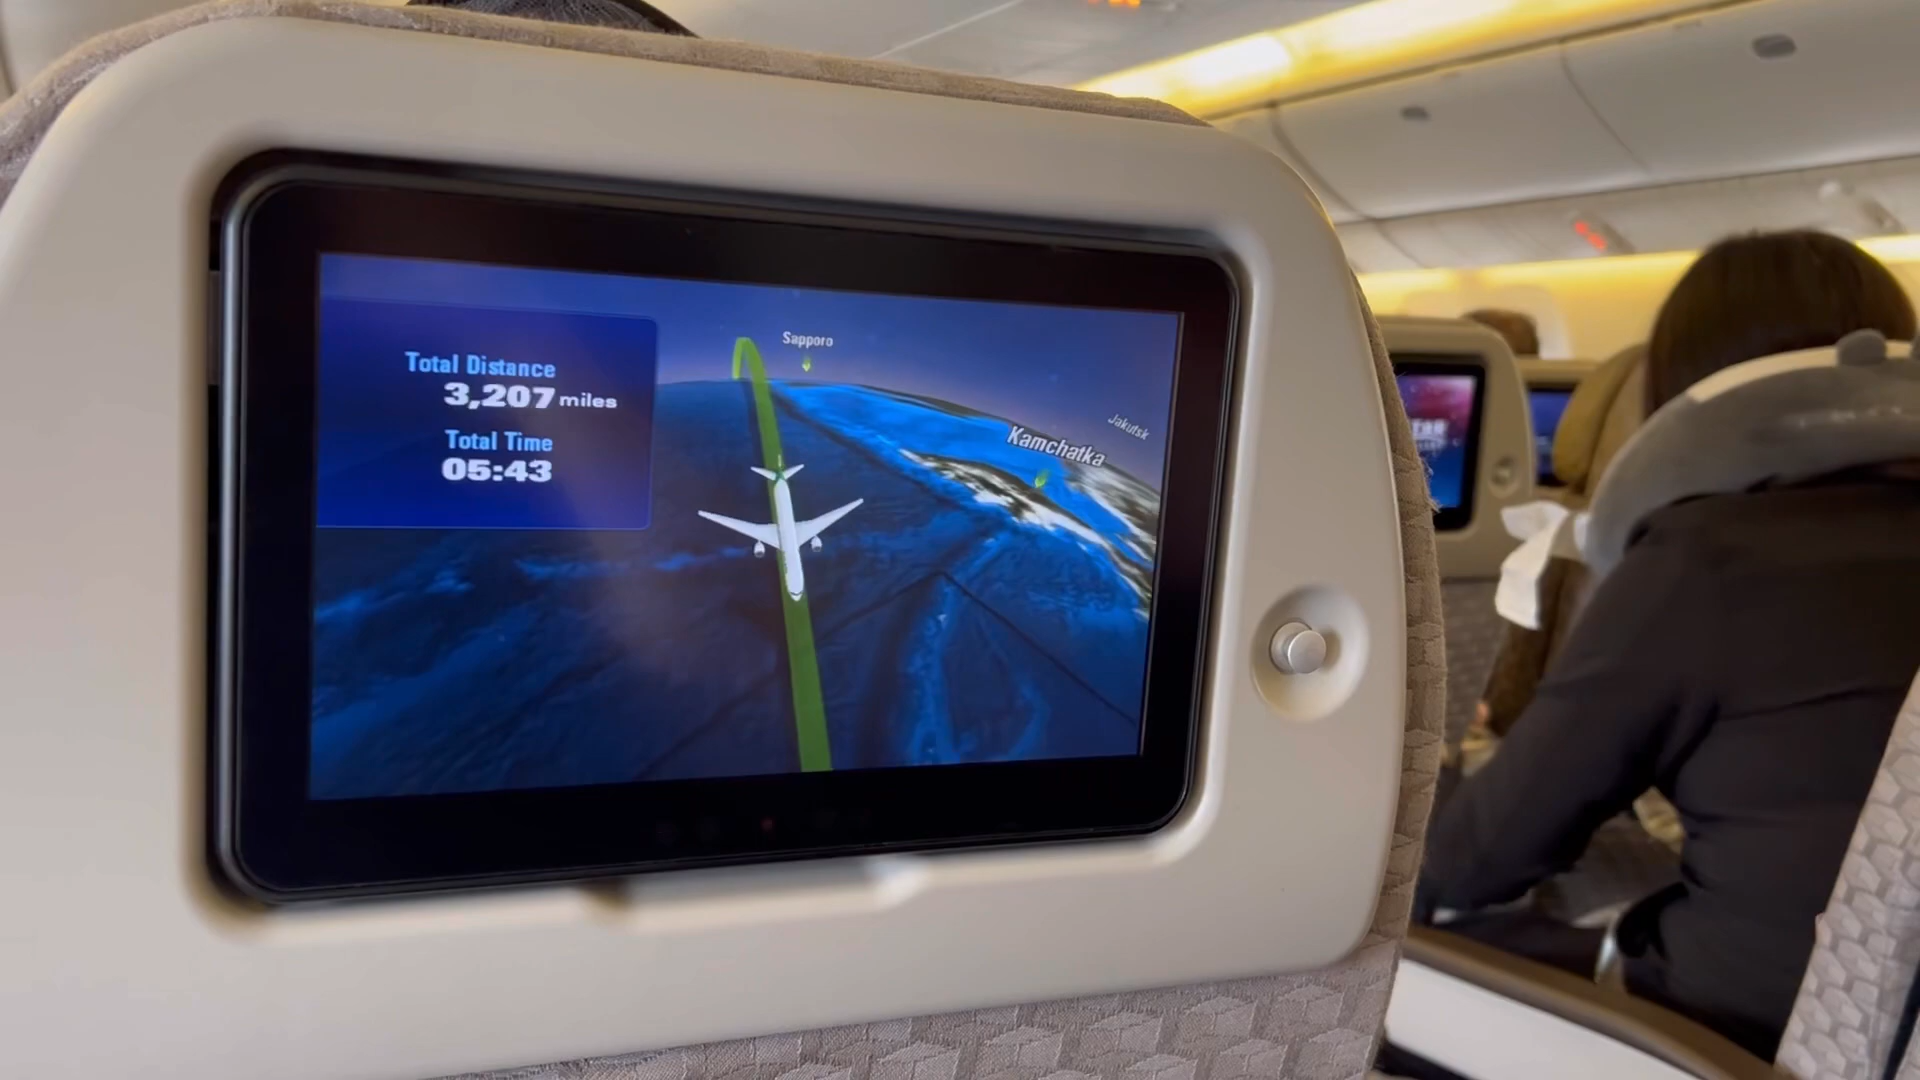 Total Distance
3,207 miles
Total Time
05:43
Sapporo
Kamchatka
Jakutsk